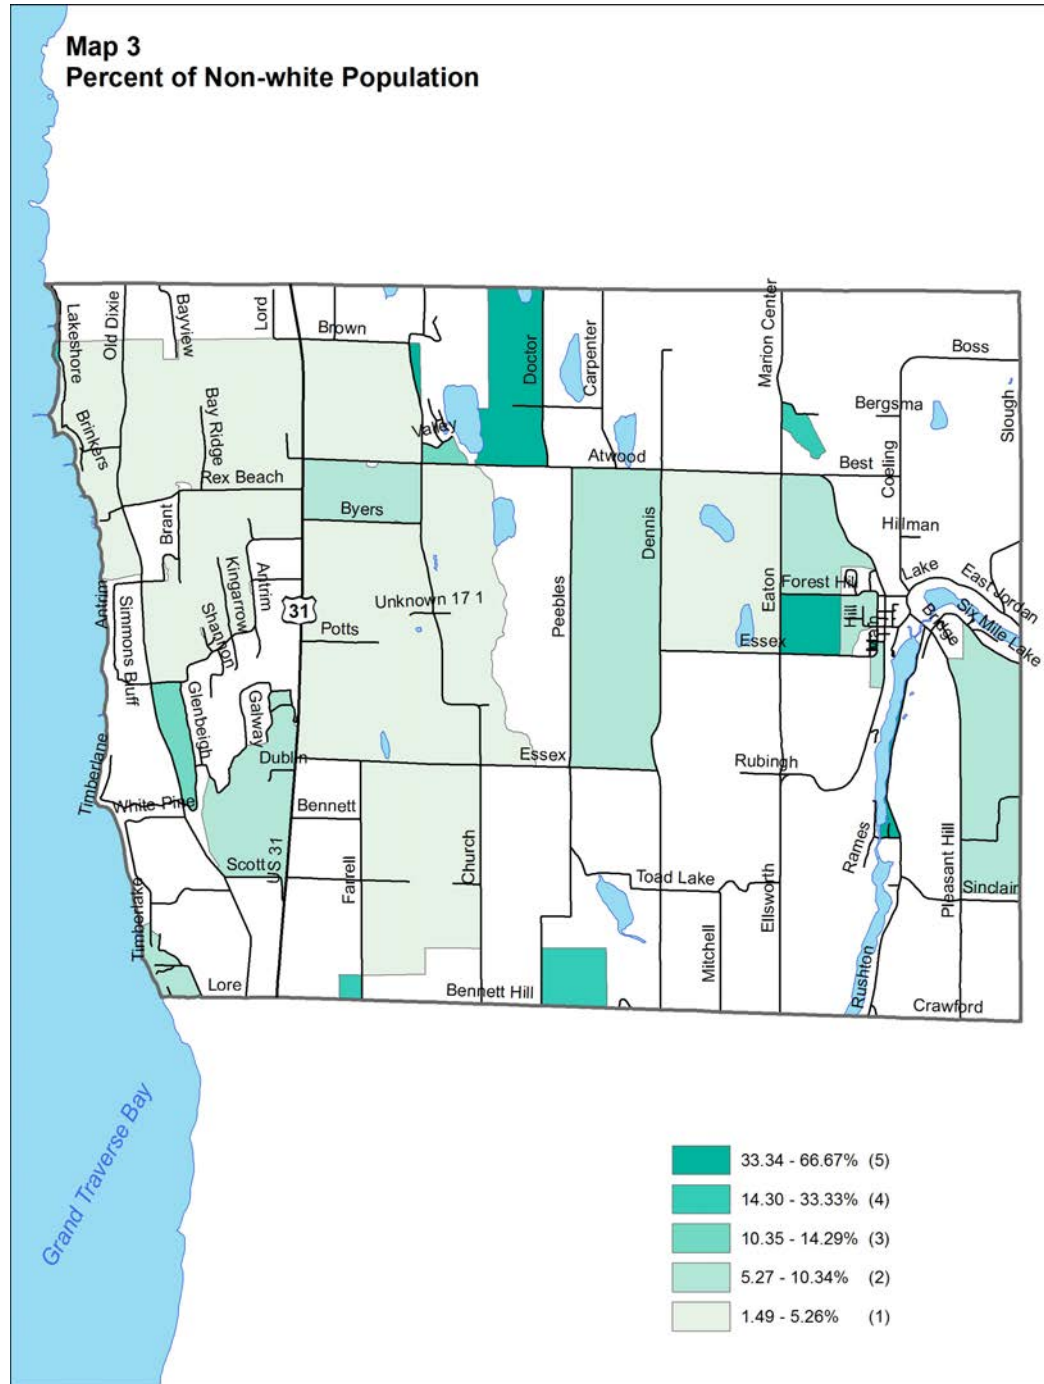 Map 3
Percent of Non-white Population
Lakeshore
Old Dixie
Bayview
Lord
Brown
Doctor
Carpenter
Marion Center
Boss
Bergsma
Slough
Brinkers
Bay Ridge
Valley
Atwood
Best
Coeling
Rex Beach
Byers
Brant
Dennis
Hillman
Antrim
Simmons Bluff
Kingarrow
Shannon
Antrim
31
Unknown 17 1
Potts
Peebles
Eaton
Forest Hill
Hill
Main
Lake
East Jordan
Bridge
Six Mile Lake
Essex
Glenbeigh
Galway
Dublin
Essex
Rubingh
Timberlane
White Pine
Bennett
Scott
US 31
Farrell
Church
Toad Lake
Ellsworth
Rames
Pleasant Hill
Sinclair
Timberlake
Lore
Bennett Hill
Mitchell
Rushton
Crawford
Grand Traverse Bay
33.34 - 66.67% (5)
14.30 - 33.33% (4)
10.35 - 14.29% (3)
5.27 - 10.34% (2)
1.49 - 5.26% (1)